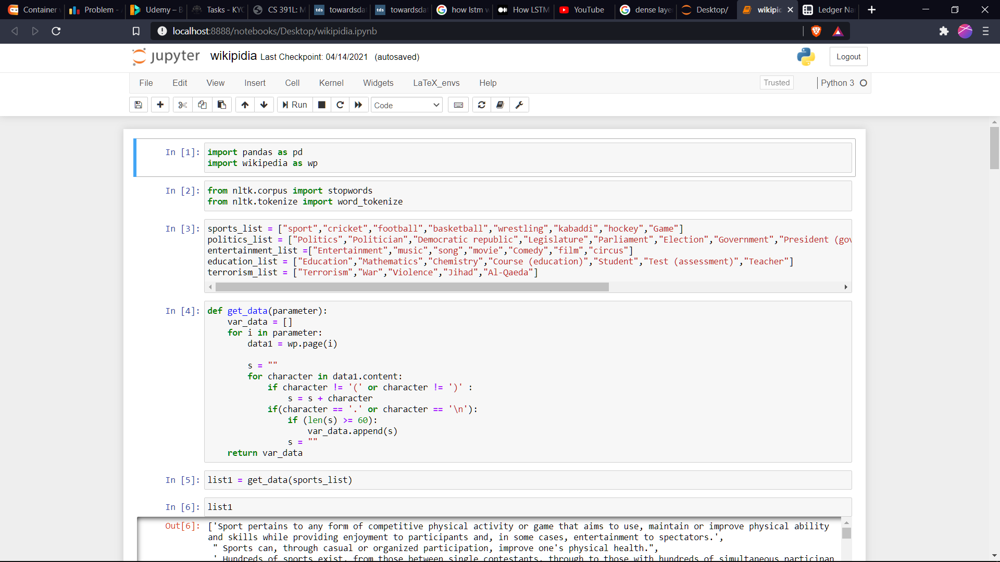 Container
Problem -
Udemy – B
Tasks - KYC
CS 391L: M
tds towardsda
tds towardsda
how lstm w
How LSTM
YouTube
dense laye
Desktop/
wikipid
Ledger Na
localhost:8888/notebooks/Desktop/wikipidia.ipynb
jupyter wikipidia Last Checkpoint: 04/14/2021 (autosaved)
Logout
File Edit View Insert Cell Kernel Widgets LaTeX_envs Help
Trusted
Python 3
Run
Code
In [1]: import pandas as pd
import wikipedia as wp
In [2]: from nltk.corpus import stopwords
from nltk.tokenize import word_tokenize
In [3]: sports_list = ["sport","cricket","football","basketball","wrestling","kabaddi","hockey","Game"]
politics_list = ["Politics","Politician","Democratic republic","Legislature","Parliament","Election","Government","President (gov
entertainment_list =["Entertainment","music","song","movie","Comedy","film","circus"]
education_list = ["Education","Mathematics","Chemistry","Course (education)","Student","Test (assessment)","Teacher"]
terrorism_list = ["Terrorism","War","Violence","Jihad","Al-Qaeda"]
In [4]: def get_data(parameter):
    var_data = []
    for i in parameter:
        data1 = wp.page(i)
        s = ""
        for character in data1.content:
            if character != '(' or character != ')' :
                s = s + character
            if(character == '.' or character == '\n'):
                if (len(s) >= 60):
                    var_data.append(s)
                s = ""
    return var_data
In [5]: list1 = get_data(sports_list)
In [6]: list1
Out[6]: ['Sport pertains to any form of competitive physical activity or game that aims to use, maintain or improve physical ability
and skills while providing enjoyment to participants and, in some cases, entertainment to spectators.',
" Sports can, through casual or organized participation, improve one's physical health.",
' Hundreds of sports exist, from those between single contestants, through to those with hundreds of simultaneous participan